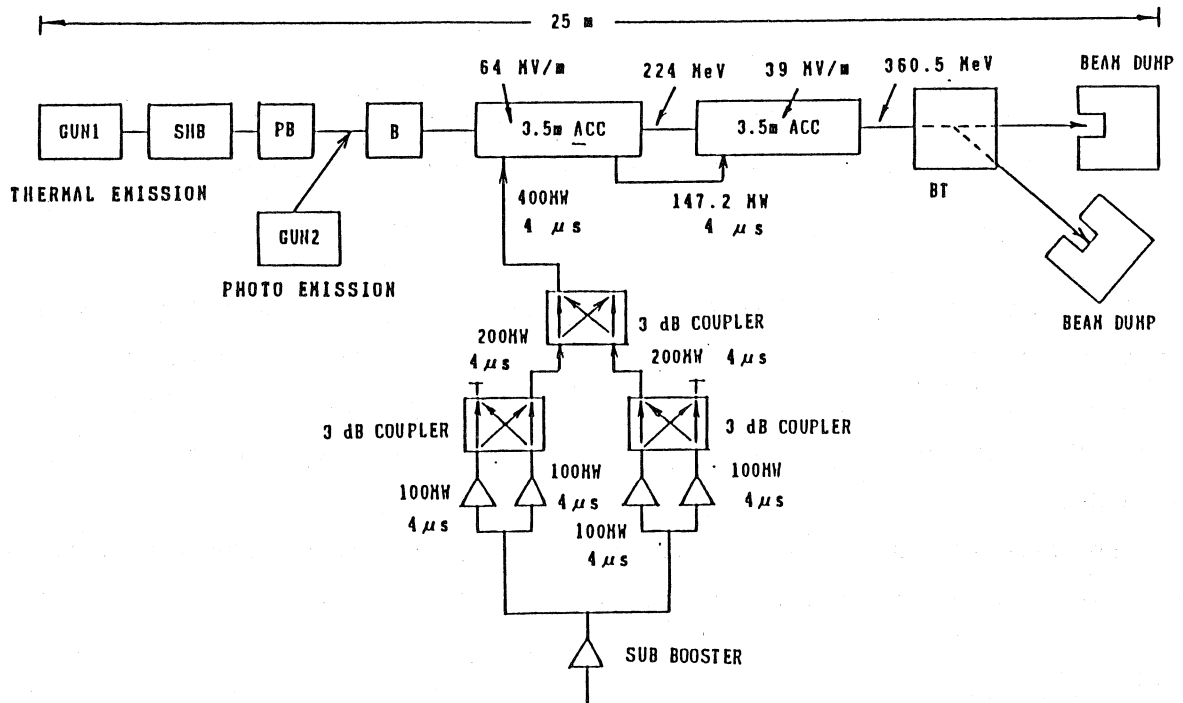 25 m
64 MV/m
224 MeV
39 MV/m
360.5 MeV
BEAM DUMP
GUN1
SHB
PB
B
3.5m ACC
3.5m ACC
THERMAL EMISSION
BT
400MW
4 μs
147.2 MW
4 μs
GUN2
PHOTO EMISSION
BEAM DUMP
3 dB COUPLER
200MW
4 μs
200MW 4 μs
3 dB COUPLER
3 dB COUPLER
100MW
4 μs
100MW
4 μs
100MW
4 μs
100MW
4 μs
SUB BOOSTER